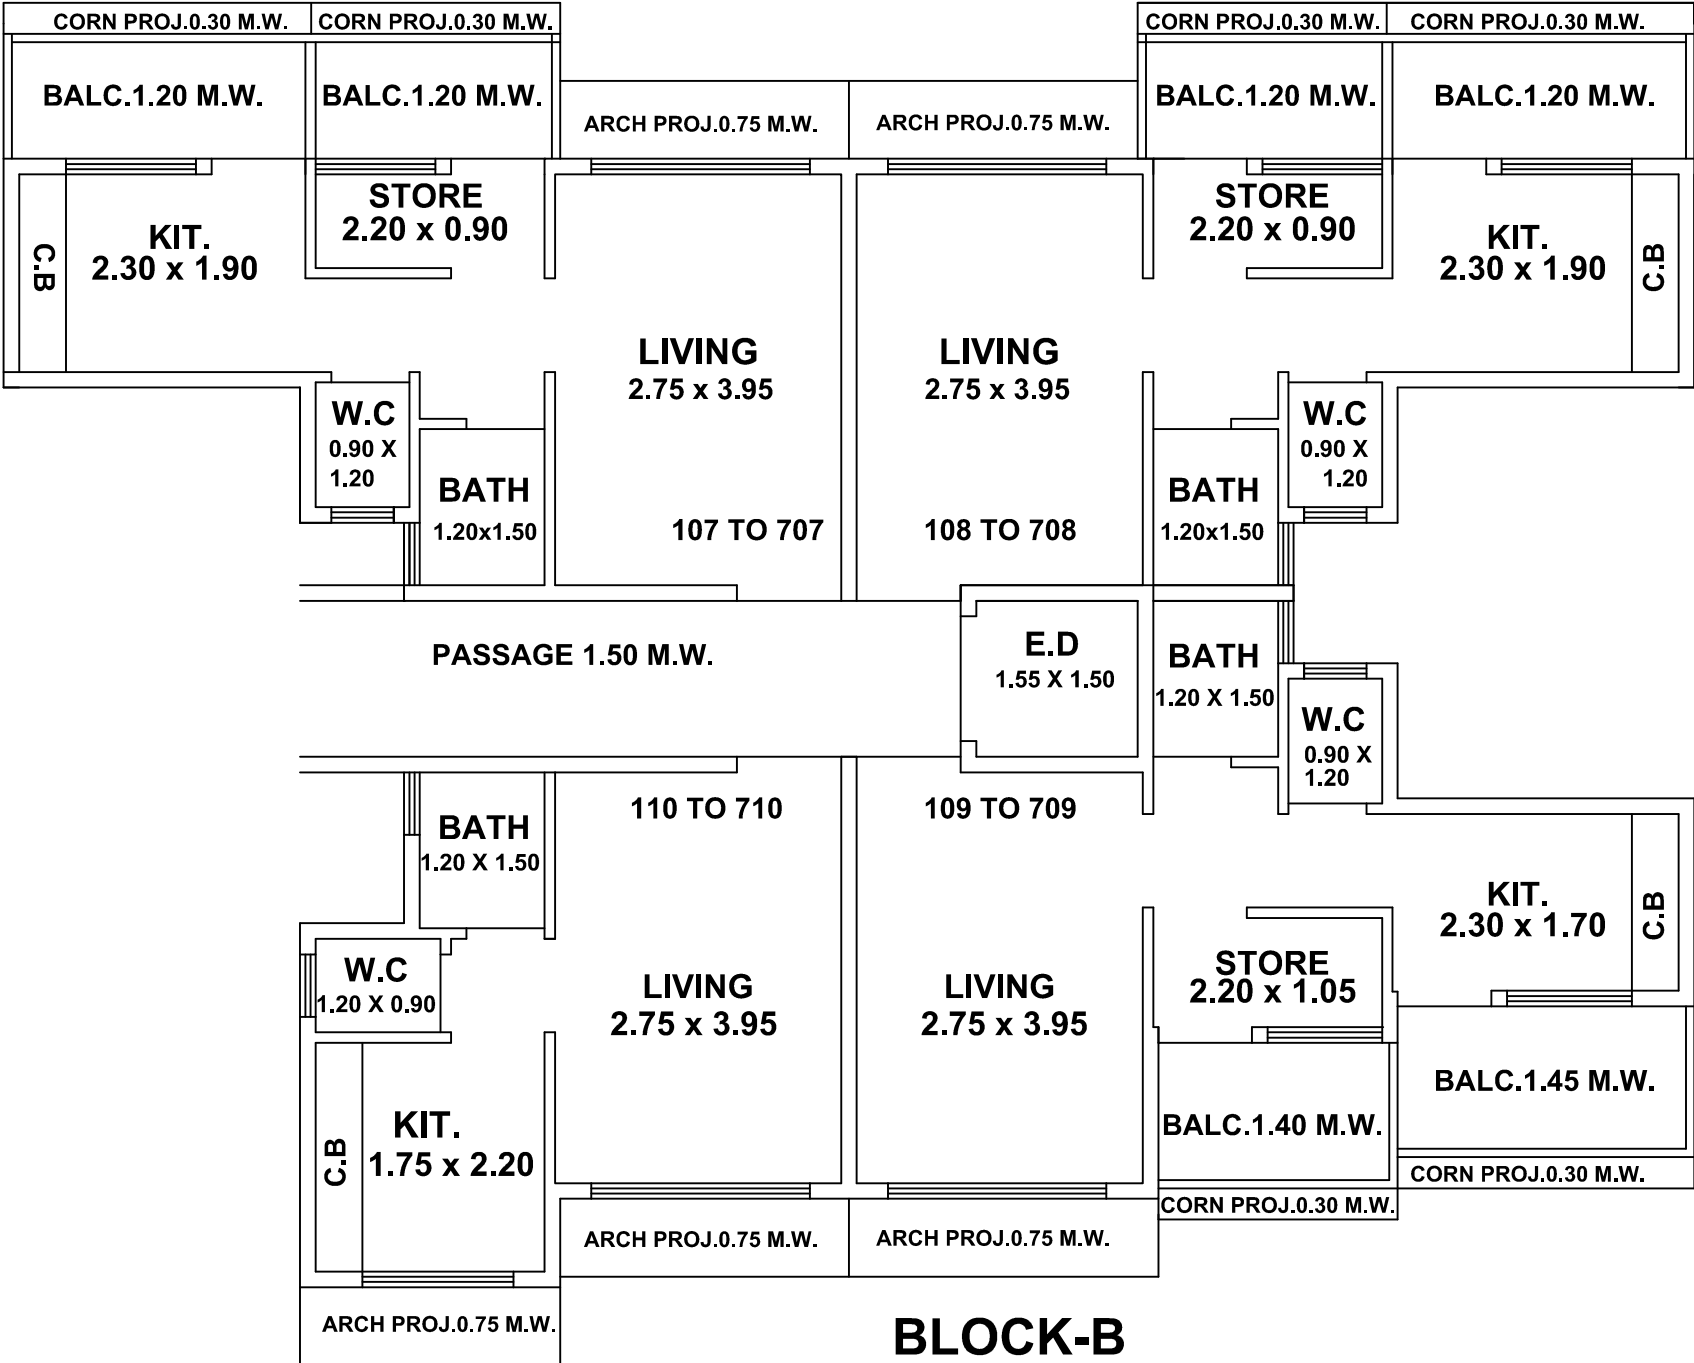 CORN PROJ.0.30 M.W.
CORN PROJ.0.30 M.W.
CORN PROJ.0.30 M.W.
CORN PROJ.0.30 M.W.
BALC.1.20 M.W.
BALC.1.20 M.W.
BALC.1.20 M.W.
BALC.1.20 M.W.
ARCH PROJ.0.75 M.W.
ARCH PROJ.0.75 M.W.
C.B
KIT.
2.30 x 1.90
STORE
2.20 x 0.90
STORE
2.20 x 0.90
KIT.
2.30 x 1.90
C.B
LIVING
2.75 x 3.95
LIVING
2.75 x 3.95
W.C
0.90 X
1.20
W.C
0.90 X
1.20
BATH
1.20x1.50
107 TO 707
108 TO 708
BATH
1.20x1.50
PASSAGE 1.50 M.W.
E.D
1.55 X 1.50
BATH
1.20 X 1.50
W.C
0.90 X
1.20
110 TO 710
109 TO 709
BATH
1.20 X 1.50
KIT.
2.30 x 1.70
C.B
W.C
1.20 X 0.90
LIVING
2.75 x 3.95
LIVING
2.75 x 3.95
STORE
2.20 x 1.05
BALC.1.45 M.W.
C.B
KIT.
1.75 x 2.20
BALC.1.40 M.W.
CORN PROJ.0.30 M.W.
CORN PROJ.0.30 M.W.
ARCH PROJ.0.75 M.W.
ARCH PROJ.0.75 M.W.
ARCH PROJ.0.75 M.W.
BLOCK-B